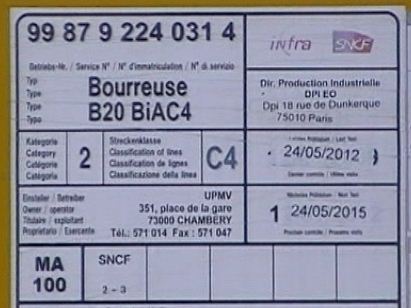 99 87 9 224 031 4
infra SNCF
Betriebs-Nr. / Service N° / N° d'immatriculation / N° di servizio
Typ
Type
Type
Tipo
Bourreuse
B20 BiAC4
Dir. Production Industrielle
DPI EO
Dpi 18 rue de Dunkerque
75010 Paris
Kategorie
Category
Catégorie
Categoria
2
Streckenklasse
Classification of lines
Classification de lignes
Classificazione della linea
C4
24/05/2012
Einsteller / Betreiber
Owner / operator
Titulaire / exploitant
Proprietario / Esercente
UPMV
351, place de la gare
73000 CHAMBERY
Tél.: 571 014 Fax : 571 047
1 24/05/2015
MA
100
SNCF
2 - 3